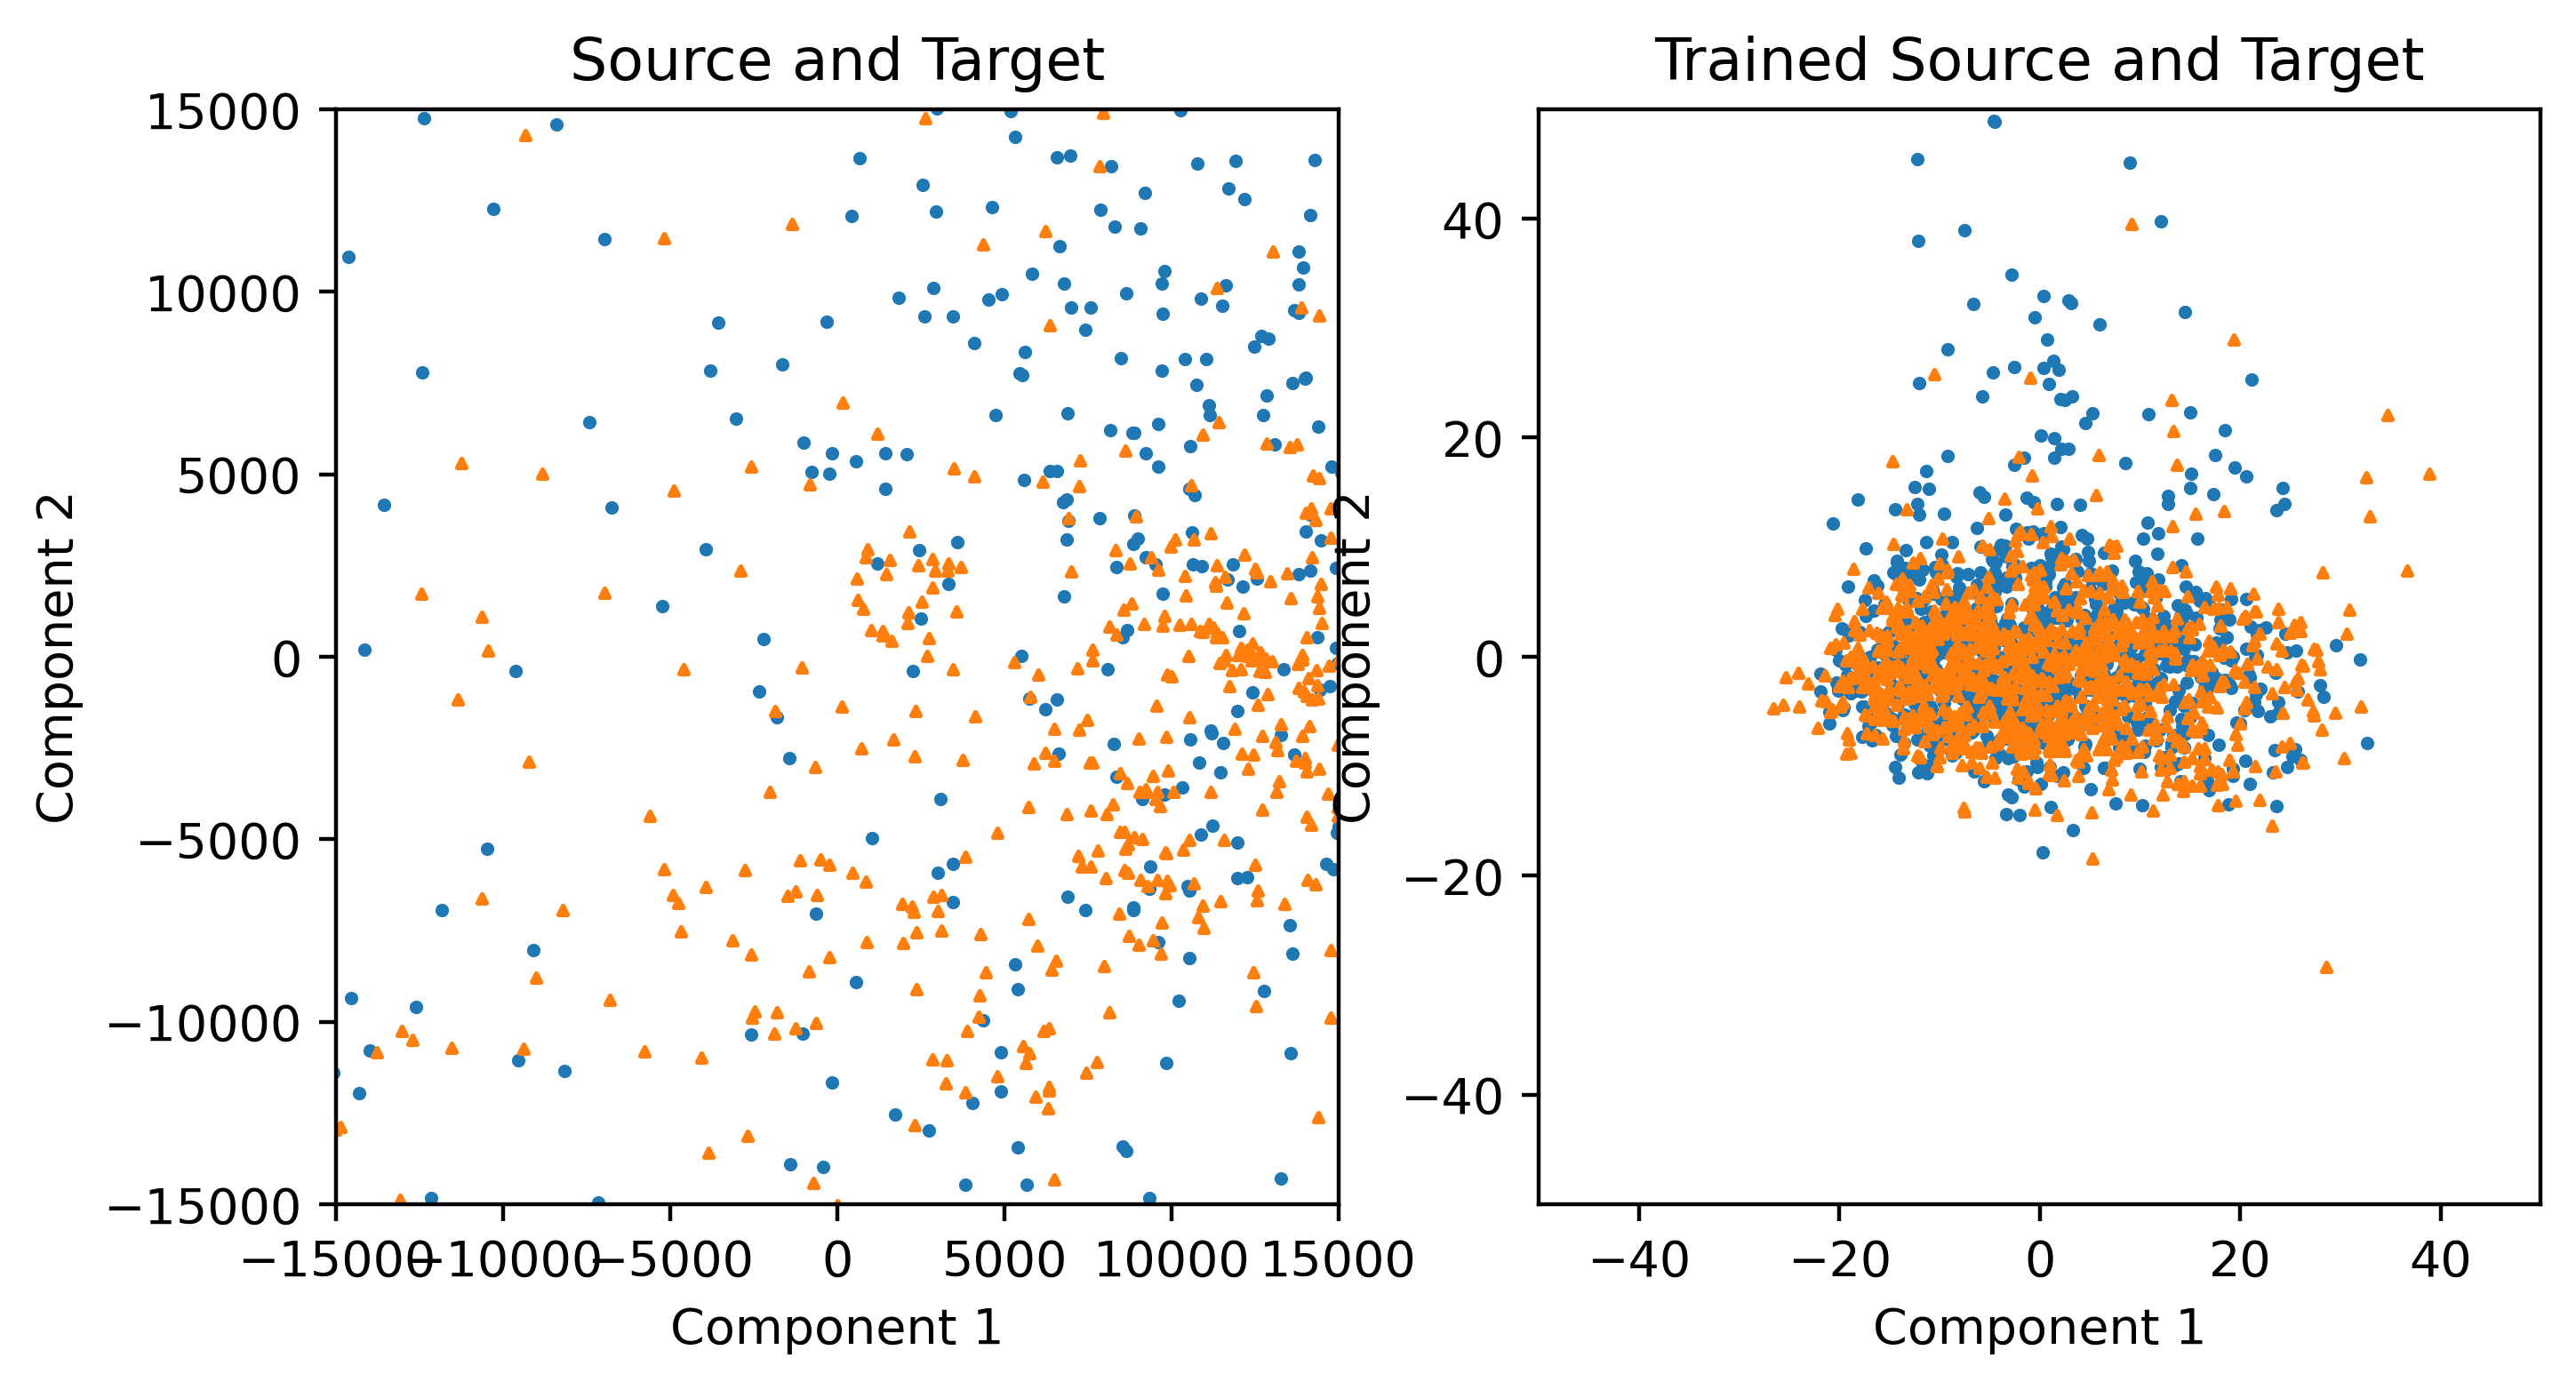 Source and Target
15000
10000
5000
0
−5000
−10000
−15000
Component 2
−15000 −10000 −5000 0 5000 10000 15000
Component 1
Trained Source and Target
40
20
0
−20
−40
Component 2
−40 −20 0 20 40
Component 1